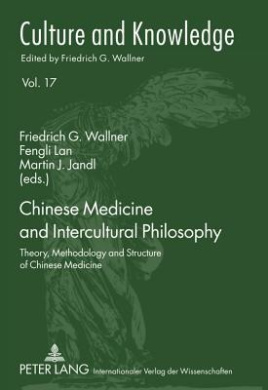 Culture and Knowledge
Edited by Friedrich G. Wallner
Vol. 17
Friedrich G. Wallner
Fengli Lan
Martin J. Jandl
(eds.)
Chinese Medicine
and Intercultural Philosophy
Theory, Methodology and Structure
of Chinese Medicine
PETER LANG Internationaler Verlag der Wissenschaften